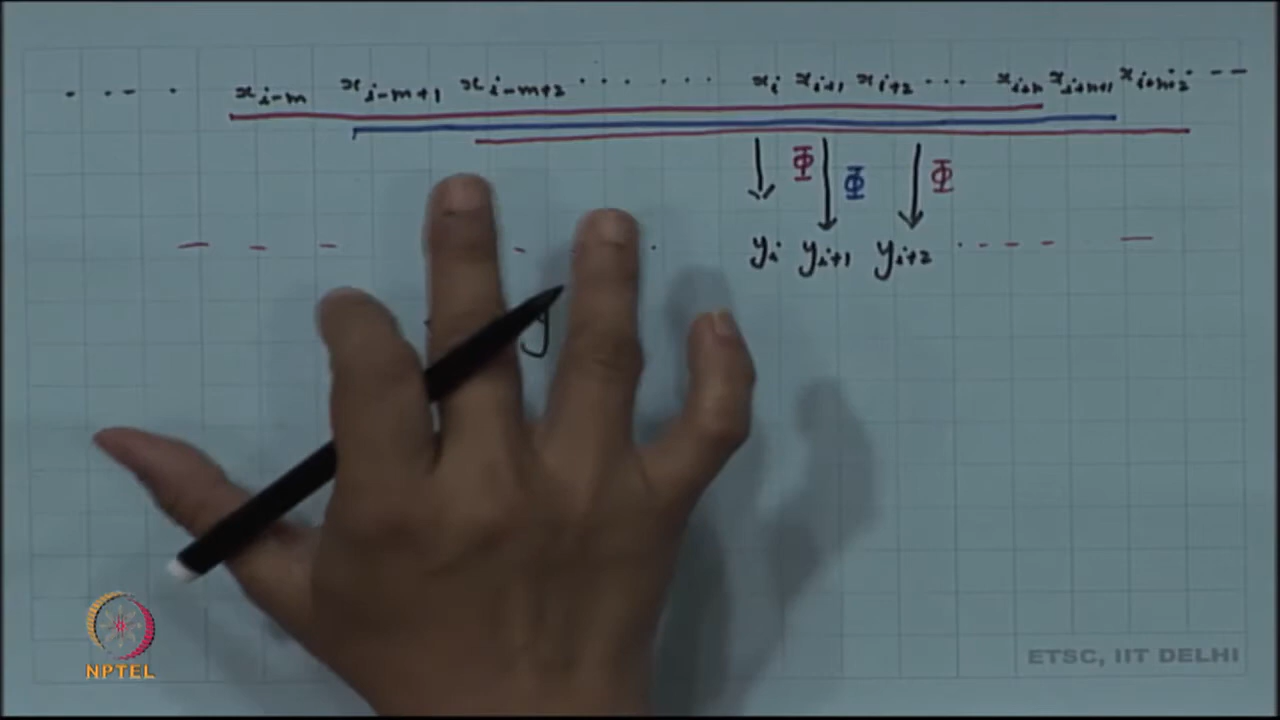 . - - . x_{i-m} x_{i-m+1} x_{i-m+2} . . . . . . x_i x_{i+1} x_{i+2} . . . x_{i+n} x_{i+n+1} x_{i+n+2} . - -
Φ Φ Φ
y_i y_{i+1} y_{i+2}
y
NPTEL
ETSC, IIT DELHI